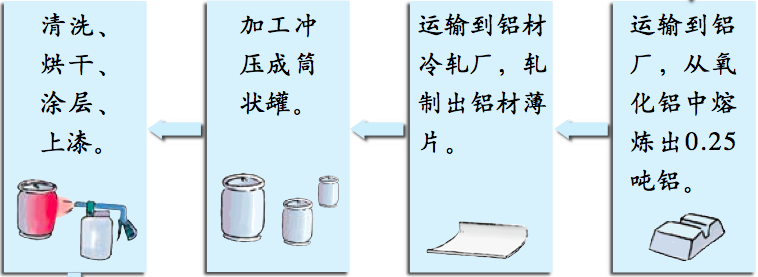 清洗、
烘干、
涂层、
上漆。
加工冲
压成筒
状罐。
运输到铝材
冷轧厂，轧
制出铝材薄
片。
运输到铝
厂，从氧
化铝中熔
炼出0.25
吨铝。